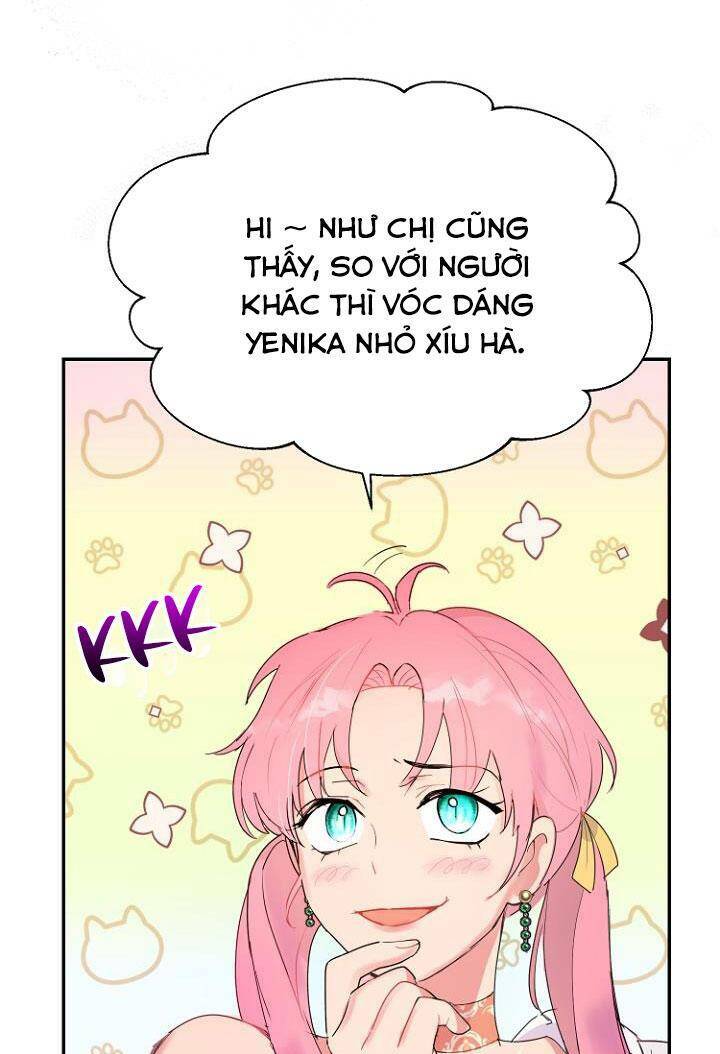 HI ~ NHƯ CHỊ CŨNG
THẤY, SO VỚI NGƯỜI
KHÁC THÌ VÓC DÁNG
YENIKA NHỎ XÍU HÀ.
KKK